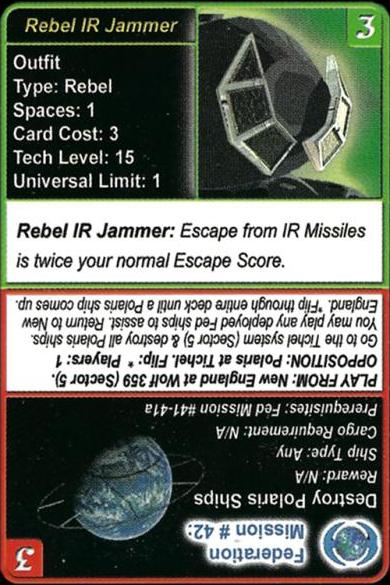 Rebel IR Jammer
3
Outfit
Type: Rebel
Spaces: 1
Card Cost: 3
Tech Level: 15
Universal Limit: 1
Rebel IR Jammer: Escape from IR Missiles
is twice your normal Escape Score.
Federation
Mission # 42:
£
Destroy Polaris Ships
Reward: N/A
Ship Type: Any
Cargo Requirement: N/A
Prerequisites: Fed Mission #41-41a
PLAY FROM: New England at Wolf 359 (Sector 5).
OPPOSITION: Polaris at Tichel. Flip: * Players: 1
Go to the Tichel system (Sector 5) & destroy all Polaris ships.
You may play any deployed Fed ships to assist. Return to New
England. *Flip through entire deck until a Polaris ship comes up.